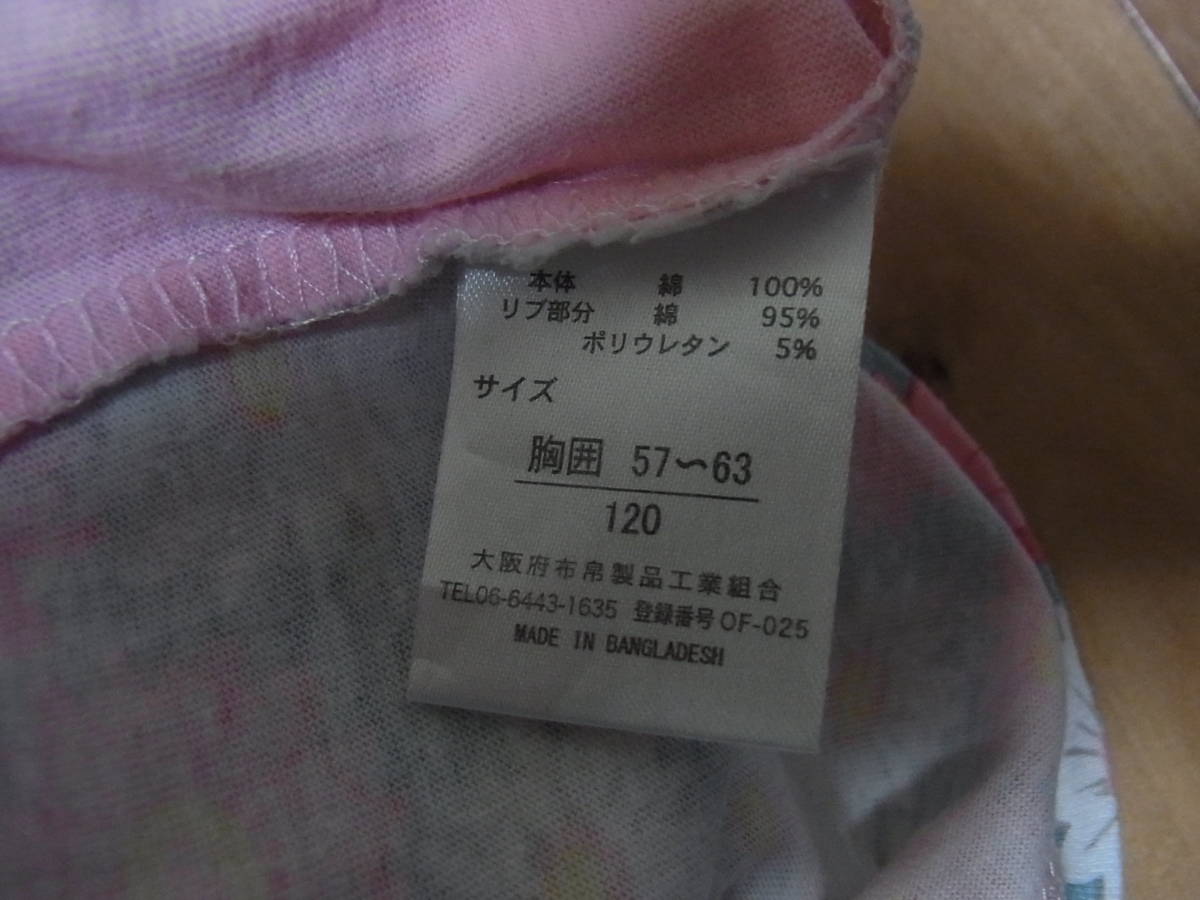 本体 綿 100%
リブ部分 綿 95%
ポリウレタン 5%
サイズ
胸囲 57〜63
120
大阪府布帛製品工業組合
TEL06-6443-1635 登録番号OF-025
MADE IN BANGLADESH